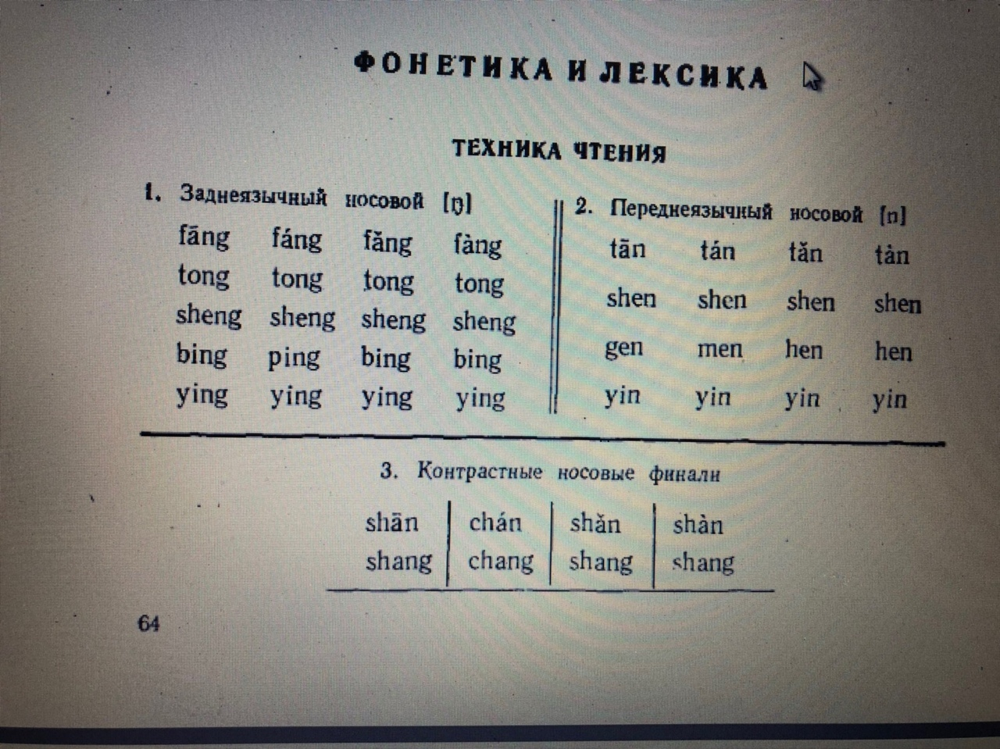 ФОНЕТИКА И ЛЕКСИКА
ТЕХНИКА ЧТЕНИЯ
1. Заднеязычный носовой [ŋ]
fāng fáng fǎng fàng
tong tong tong tong
sheng sheng sheng sheng
bing ping bing bing
ying ying ying ying
2. Переднеязычный носовой [n]
tān tán tǎn tàn
shen shen shen shen
gen men hen hen
yin yin yin yin
3. Контрастные носовые финали
shān chán shǎn shàn
shang chang shang shang
64